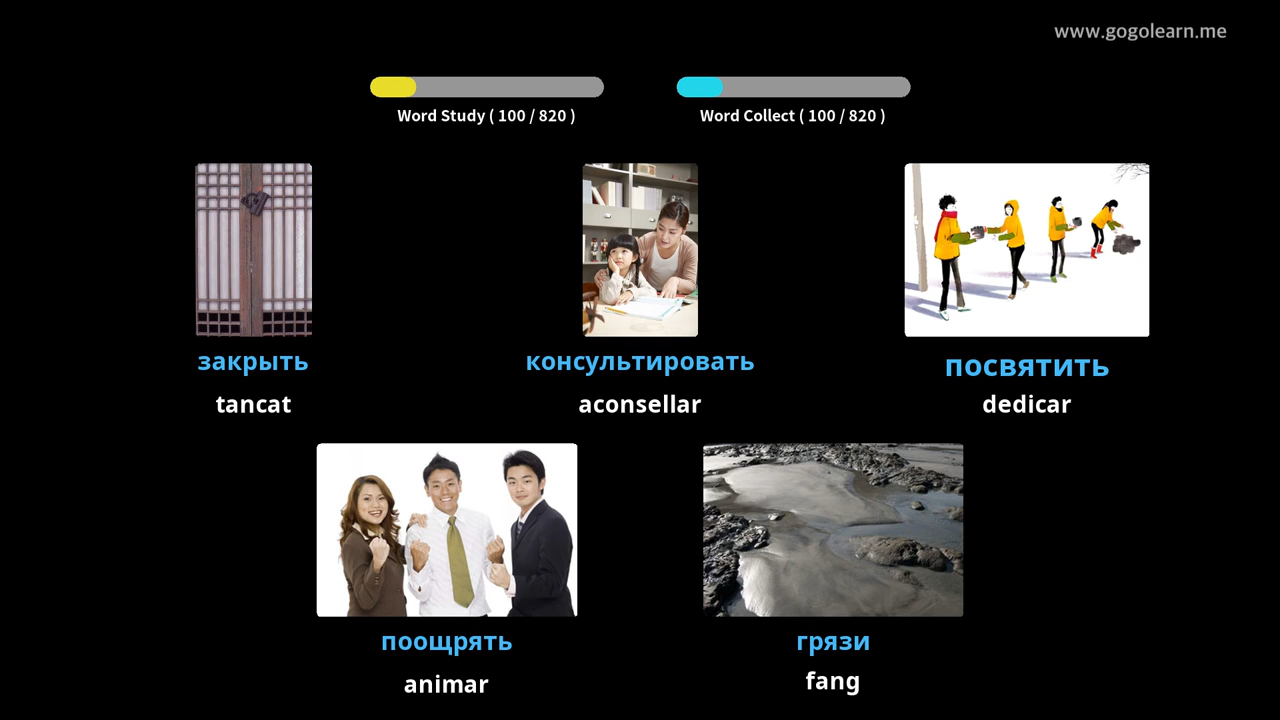 www.gogolearn.me
Word Study ( 100 / 820 )
Word Collect ( 100 / 820 )
закрыть
tancat
консультировать
aconsellar
посвятить
dedicar
поощрять
animar
грязи
fang